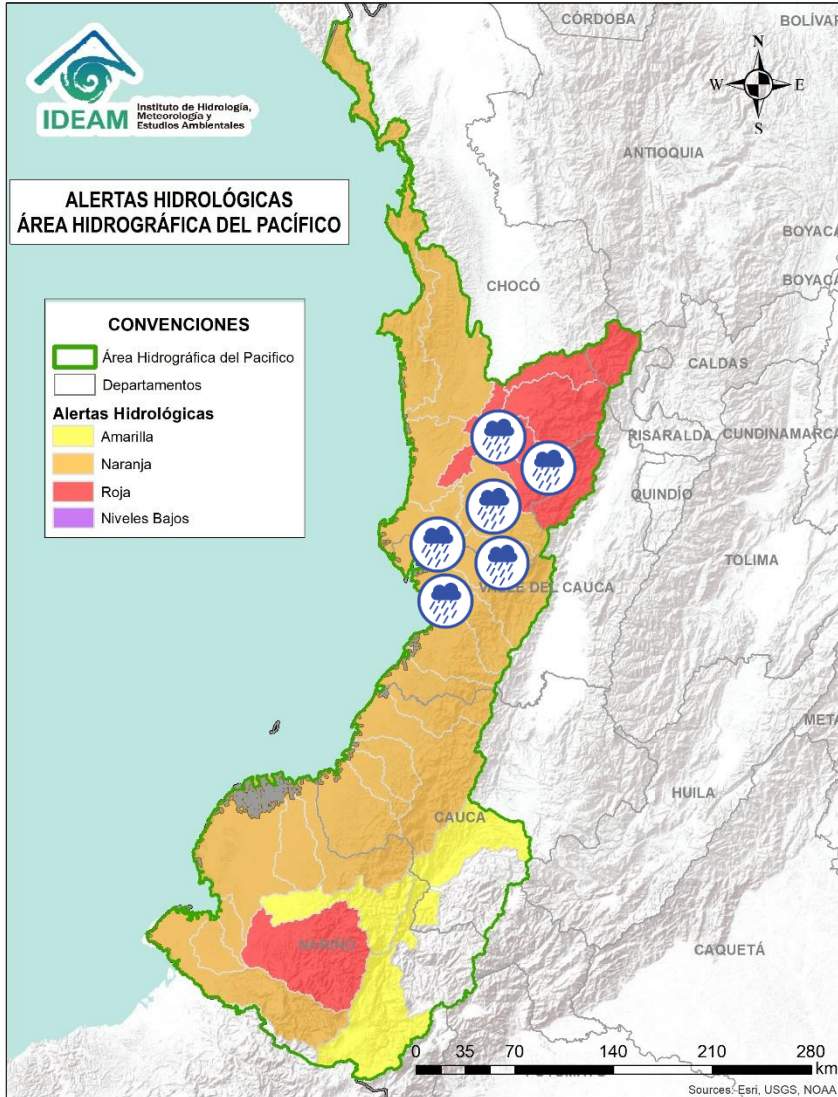 IDEAM
Instituto de Hidrología,
Meteorología y
Estudios Ambientales
CÓRDOBA
BOLÍVAR
N
W
E
S
ALERTAS HIDROLÓGICAS
ÁREA HIDROGRÁFICA DEL PACÍFICO
ANTIOQUIA
BOYACÁ
BOYACÁ
CHOCÓ
CONVENCIONES
Área Hidrográfica del Pacifico
Departamentos
Alertas Hidrológicas
Amarilla
Naranja
Roja
Niveles Bajos
CALDAS
RISARALDA
CUNDINAMARCA
QUINDÍO
TOLIMA
VALLE DEL CAUCA
META
HUILA
CAUCA
NARIÑO
CAQUETÁ
0 35 70 140 210 280
km
Sources: Esri, USGS, NOAA